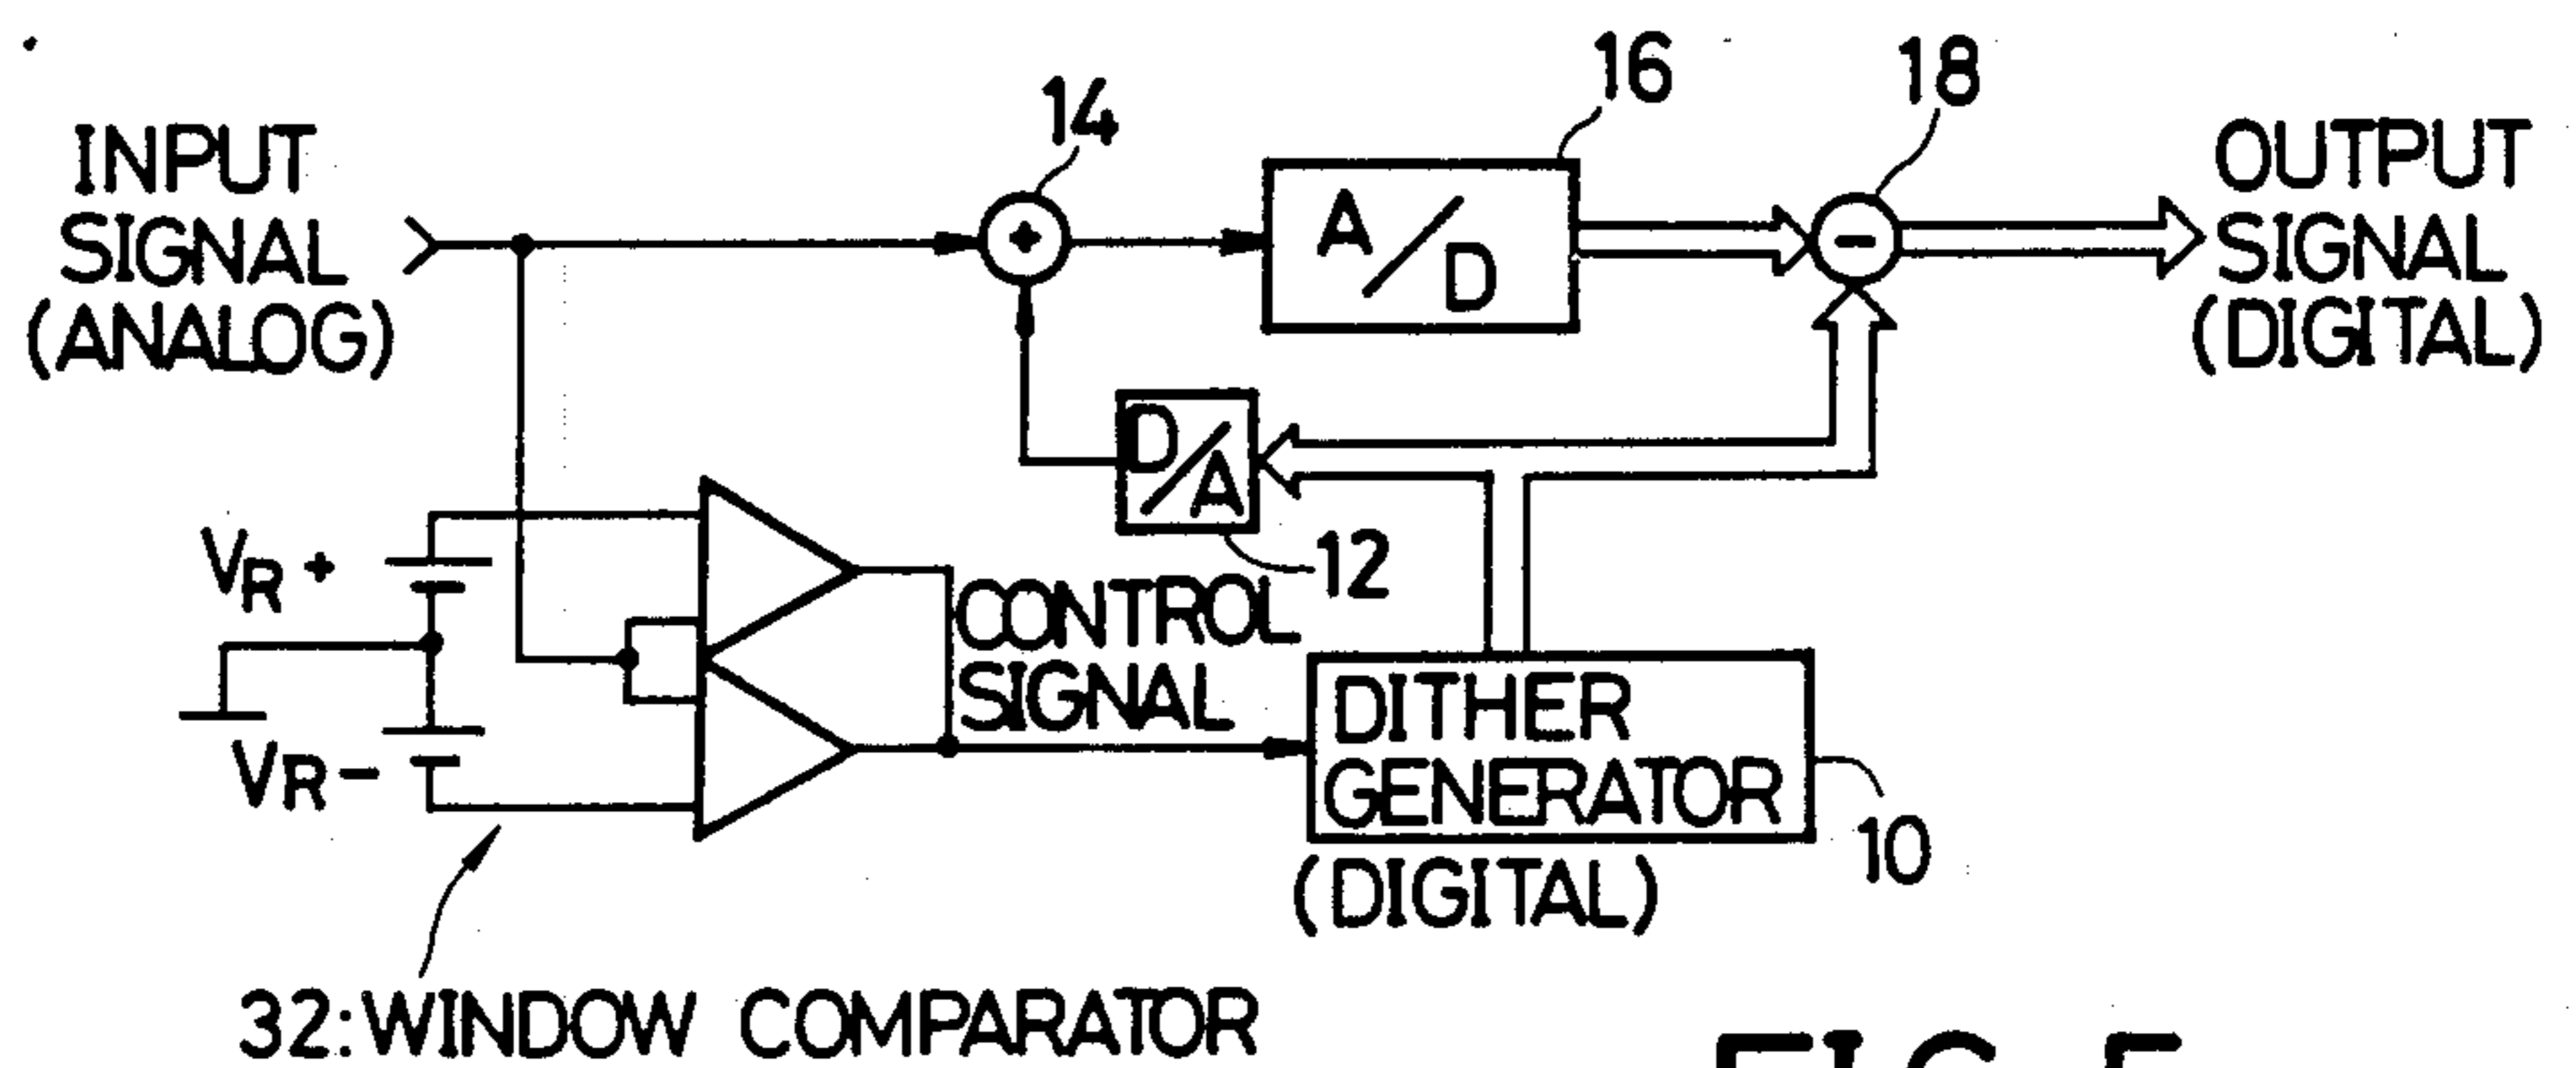 INPUT
SIGNAL
(ANALOG)
14
+
16
A/D
18
−
OUTPUT
SIGNAL
(DIGITAL)
D/A
12
VR +
VR −
CONTROL
SIGNAL
DITHER
GENERATOR
(DIGITAL)
10
32:WINDOW COMPARATOR